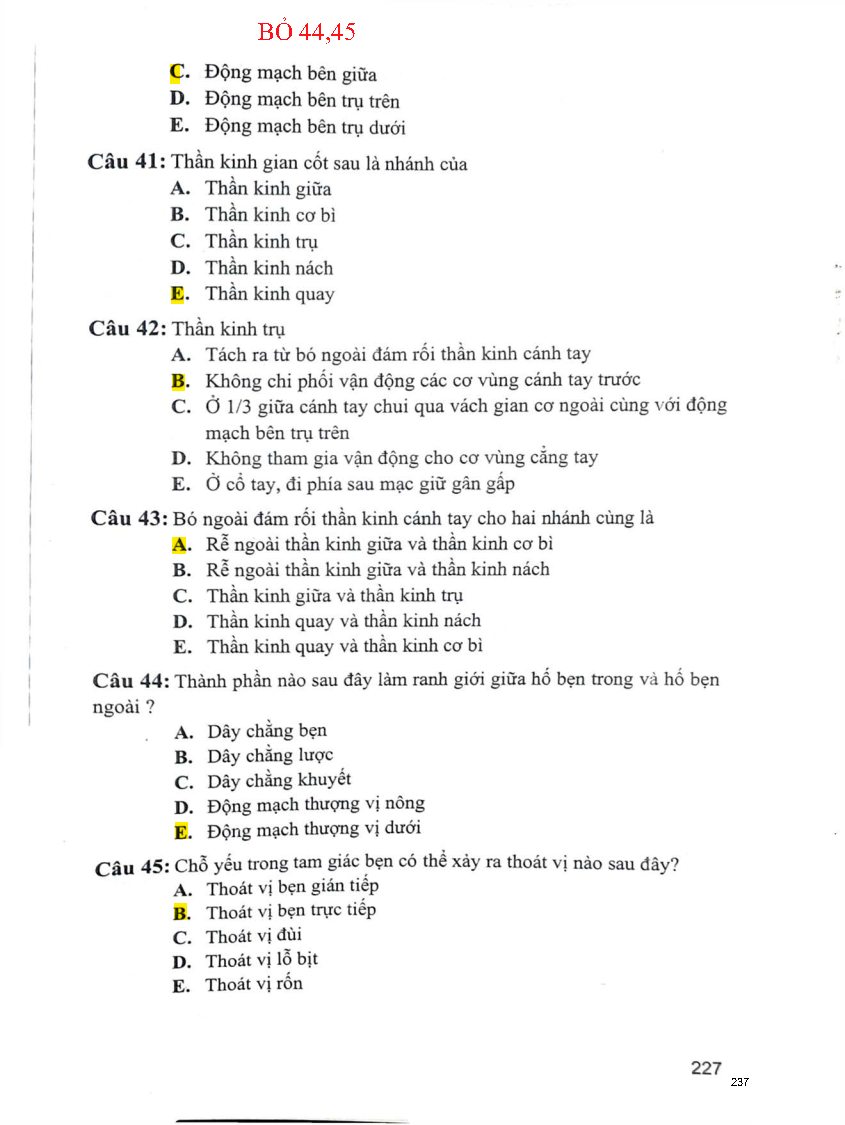 BỎ 44,45
C. Động mạch bên giữa
D. Động mạch bên trụ trên
E. Động mạch bên trụ dưới
Câu 41: Thần kinh gian cốt sau là nhánh của
A. Thần kinh giữa
B. Thần kinh cơ bì
C. Thần kinh trụ
D. Thần kinh nách
E. Thần kinh quay
Câu 42: Thần kinh trụ
A. Tách ra từ bó ngoài đám rối thần kinh cánh tay
B. Không chi phối vận động các cơ vùng cánh tay trước
C. Ở 1/3 giữa cánh tay chui qua vách gian cơ ngoài cùng với động
mạch bên trụ trên
D. Không tham gia vận động cho cơ vùng cẳng tay
E. Ở cổ tay, đi phía sau mạc giữ gân gấp
Câu 43: Bó ngoài đám rối thần kinh cánh tay cho hai nhánh cùng là
A. Rễ ngoài thần kinh giữa và thần kinh cơ bì
B. Rễ ngoài thần kinh giữa và thần kinh nách
C. Thần kinh giữa và thần kinh trụ
D. Thần kinh quay và thần kinh nách
E. Thần kinh quay và thần kinh cơ bì
Câu 44: Thành phần nào sau đây làm ranh giới giữa hố bẹn trong và hố bẹn
ngoài ?
A. Dây chằng bẹn
B. Dây chằng lược
C. Dây chằng khuyết
D. Động mạch thượng vị nông
E. Động mạch thượng vị dưới
Câu 45: Chỗ yếu trong tam giác bẹn có thể xảy ra thoát vị nào sau đây?
A. Thoát vị bẹn gián tiếp
B. Thoát vị bẹn trực tiếp
C. Thoát vị đùi
D. Thoát vị lỗ bịt
E. Thoát vị rốn
227
237